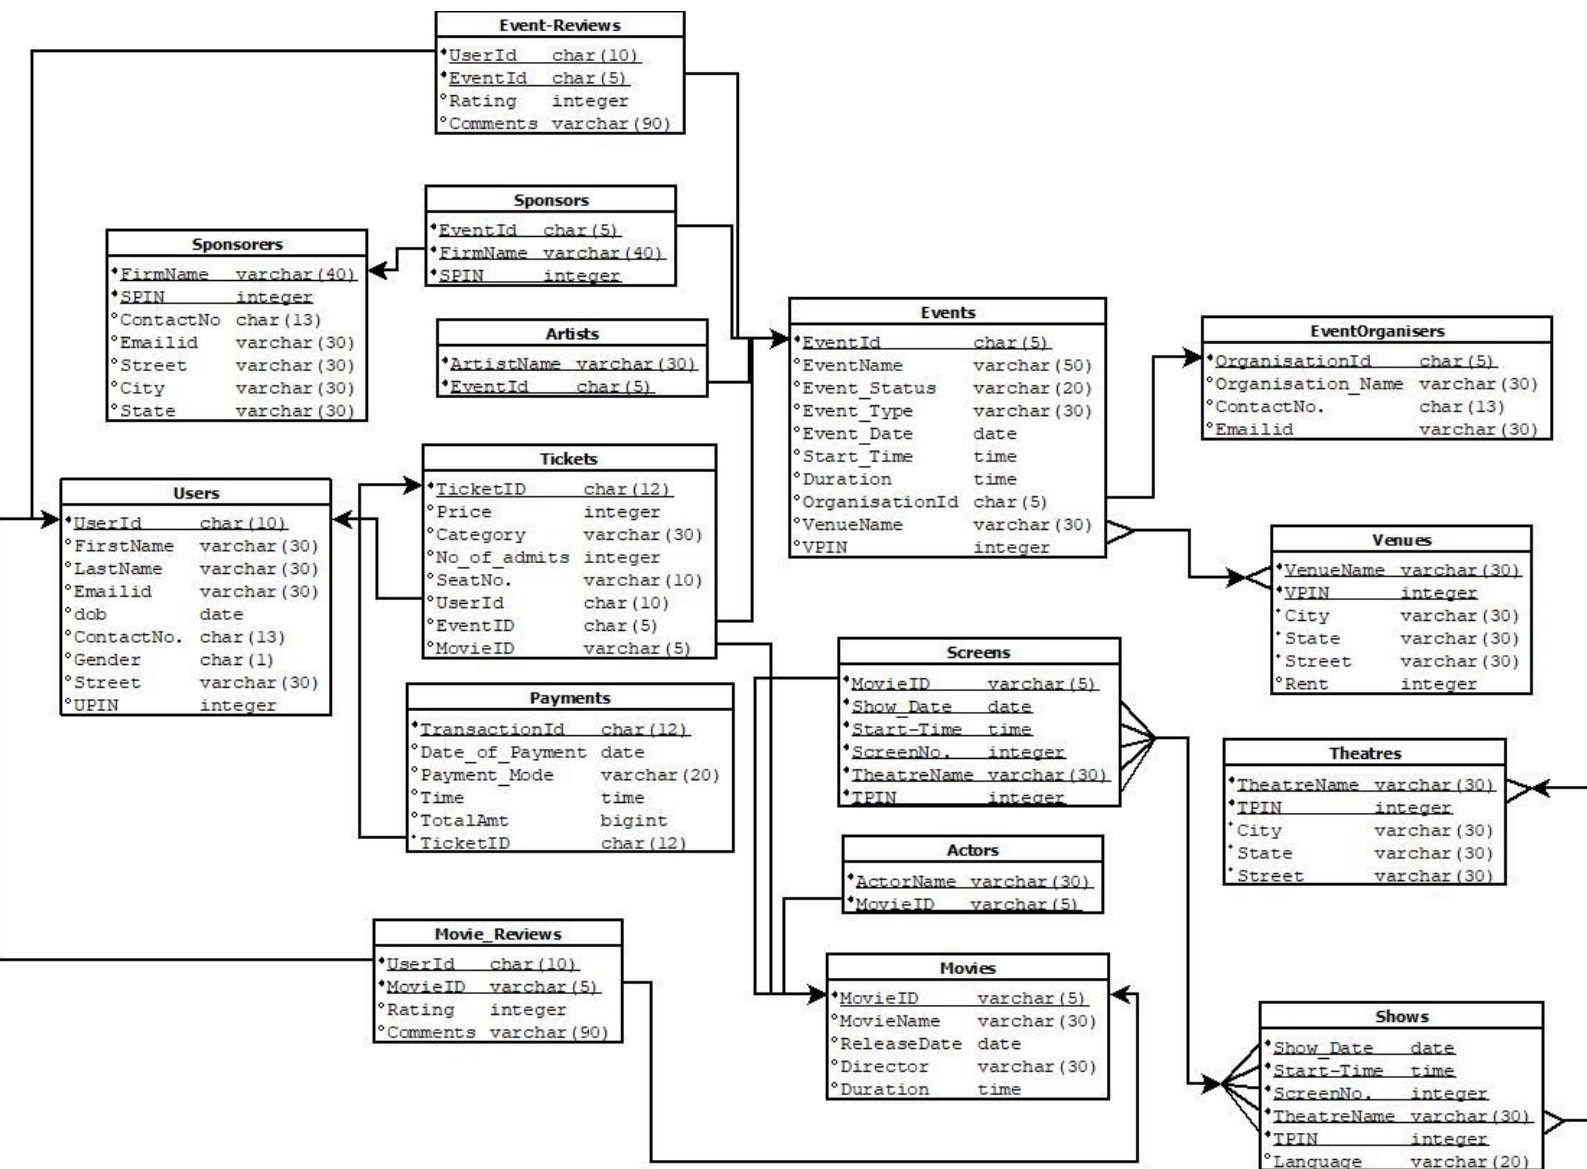 Event-Reviews
UserId char(10)
EventId char(5)
Rating integer
Comments varchar(90)
Sponsors
EventId char(5)
FirmName varchar(40)
SPIN integer
Sponsorers
FirmName varchar(40)
SPIN integer
ContactNo char(13)
Emailid varchar(30)
Street varchar(30)
City varchar(30)
State varchar(30)
Artists
ArtistName varchar(30)
EventId char(5)
Events
EventId char(5)
EventName varchar(50)
Event_Status varchar(20)
Event_Type varchar(30)
Event_Date date
Start_Time time
Duration time
OrganisationId char(5)
VenueName varchar(30)
VPIN integer
EventOrganisers
OrganisationId char(5)
Organisation_Name varchar(30)
ContactNo. char(13)
Emailid varchar(30)
Tickets
TicketID char(12)
Price integer
Category varchar(30)
No_of_admits integer
SeatNo. varchar(10)
UserId char(10)
EventID char(5)
MovieID varchar(5)
Users
UserId char(10)
FirstName varchar(30)
LastName varchar(30)
Emailid varchar(30)
dob date
ContactNo. char(13)
Gender char(1)
Street varchar(30)
UPIN integer
Venues
VenueName varchar(30)
VPIN integer
City varchar(30)
State varchar(30)
Street varchar(30)
Rent integer
Screens
MovieID varchar(5)
Show_Date date
Start-Time time
ScreenNo. integer
TheatreName varchar(30)
TPIN integer
Payments
TransactionId char(12)
Date_of_Payment date
Payment_Mode varchar(20)
Time time
TotalAmt bigint
TicketID char(12)
Theatres
TheatreName varchar(30)
TPIN integer
City varchar(30)
State varchar(30)
Street varchar(30)
Actors
ActorName varchar(30)
MovieID varchar(5)
Movie_Reviews
UserId char(10)
MovieID varchar(5)
Rating integer
Comments varchar(90)
Movies
MovieID varchar(5)
MovieName varchar(30)
ReleaseDate date
Director varchar(30)
Duration time
Shows
Show_Date date
Start-Time time
ScreenNo. integer
TheatreName varchar(30)
TPIN integer
Language varchar(20)